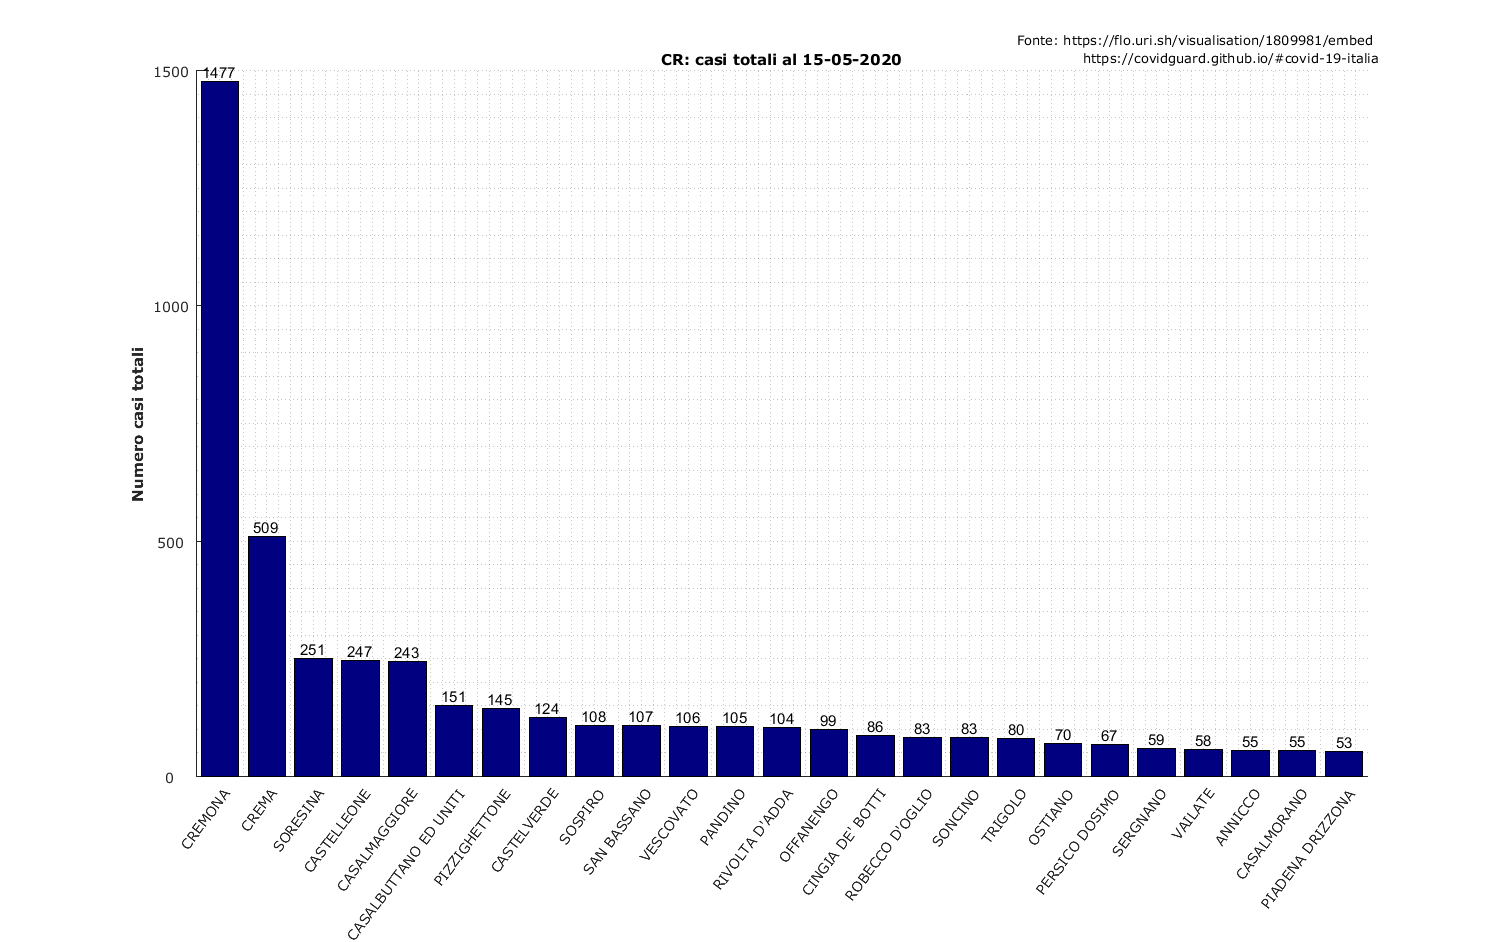 Fonte: https://flo.uri.sh/visualisation/1809981/embed
https://covidguard.github.io/#covid-19-italia
CR: casi totali al 15-05-2020
Numero casi totali
1500
1000
500
0
1477
509
251
247
243
151
145
124
108
107
106
105
104
99
86
83
83
80
70
67
59
58
55
55
53
CREMONA
CREMA
SORESINA
CASTELLEONE
CASALMAGGIORE
CASALBUTTANO ED UNITI
PIZZIGHETTONE
CASTELVERDE
SOSPIRO
SAN BASSANO
VESCOVATO
PANDINO
RIVOLTA D'ADDA
OFFANENGO
CINGIA DE' BOTTI
ROBECCO D'OGLIO
SONCINO
TRIGOLO
OSTIANO
PERSICO DOSIMO
SERGNANO
VAILATE
ANNICCO
CASALMORANO
PIADENA DRIZZONA